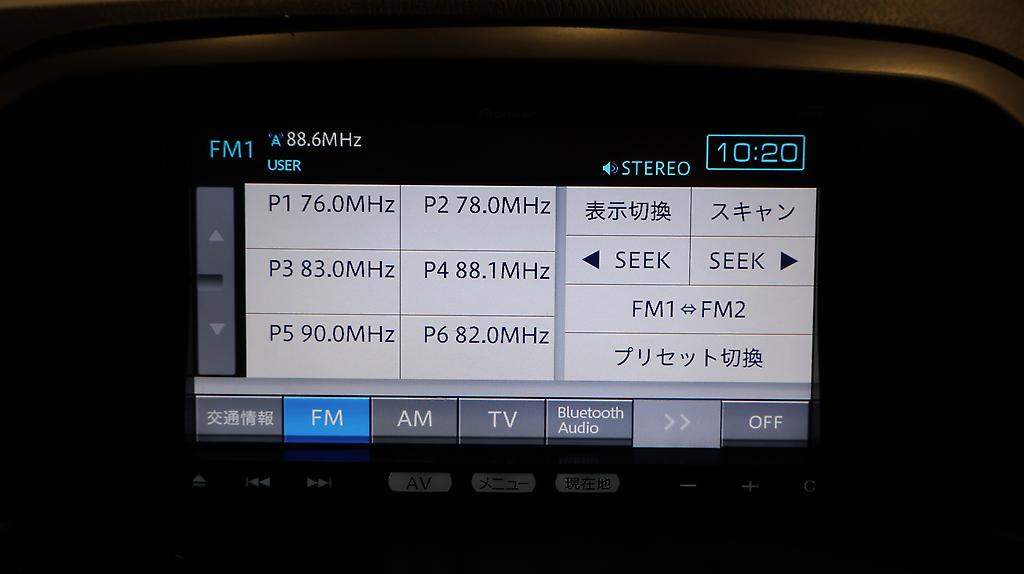 Pioneer
FM1 88.6MHz
USER
STEREO 10:20
P1 76.0MHz P2 78.0MHz 表示切換 スキャン
P3 83.0MHz P4 88.1MHz ◀ SEEK SEEK ▶
FM1⇔FM2
P5 90.0MHz P6 82.0MHz プリセット切換
交通情報 FM AM TV Bluetooth Audio >> OFF
AV メニュー 現在地 − + C